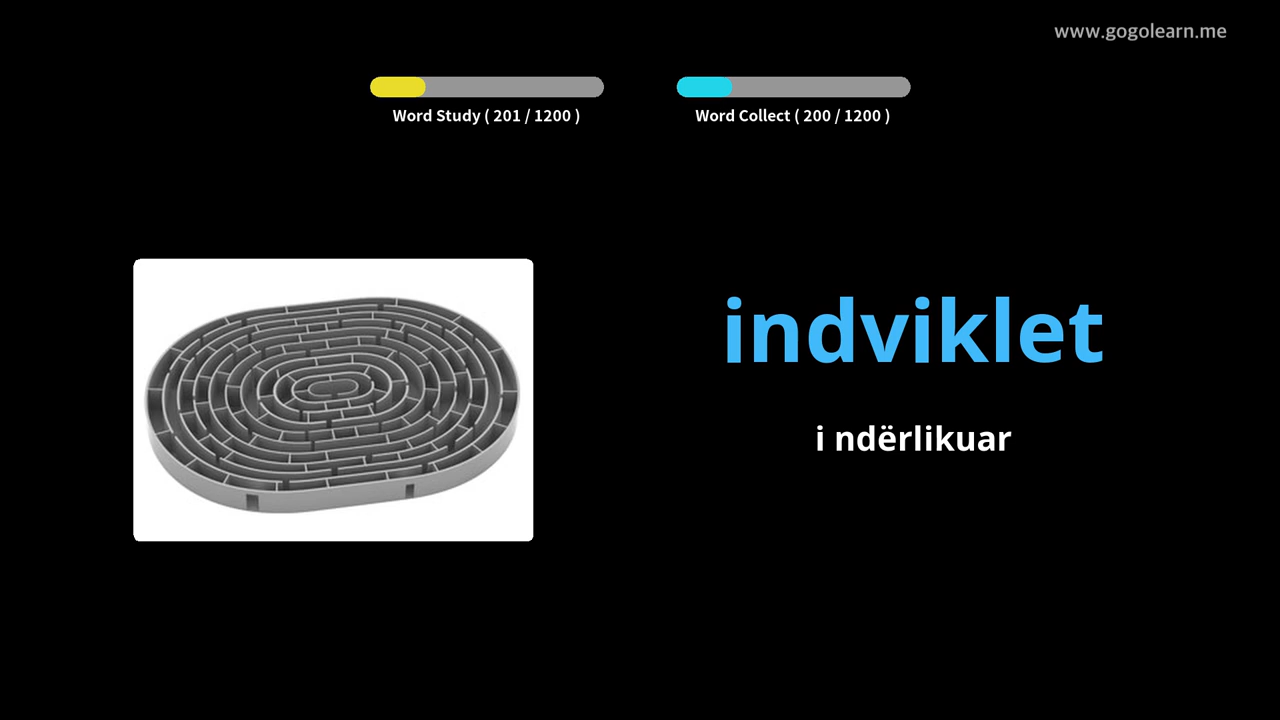 www.gogolearn.me
Word Study ( 201 / 1200 )
Word Collect ( 200 / 1200 )
indviklet
i ndërlikuar